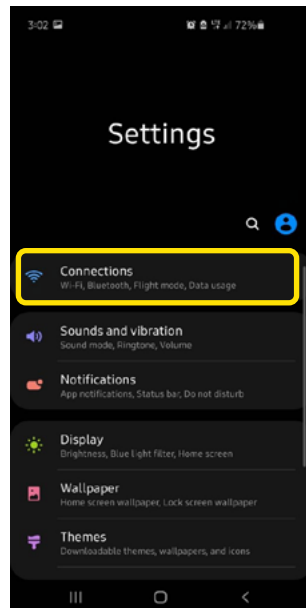 3:02 72%
Settings
Connections
Wi-Fi, Bluetooth, Flight mode, Data usage
Sounds and vibration
Sound mode, Ringtone, Volume
Notifications
App notifications, Status bar, Do not disturb
Display
Brightness, Blue light filter, Home screen
Wallpaper
Home screen wallpaper, Lock screen wallpaper
Themes
Downloadable themes, wallpapers, and icons